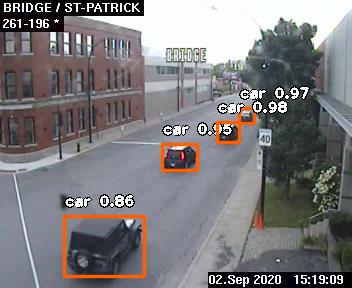 BRIDGE / ST-PATRICK
261-196 *
BRIDGE
car 0.97
car 0.98
car 0.95
40
car 0.86
02.Sep 2020 15:19:09